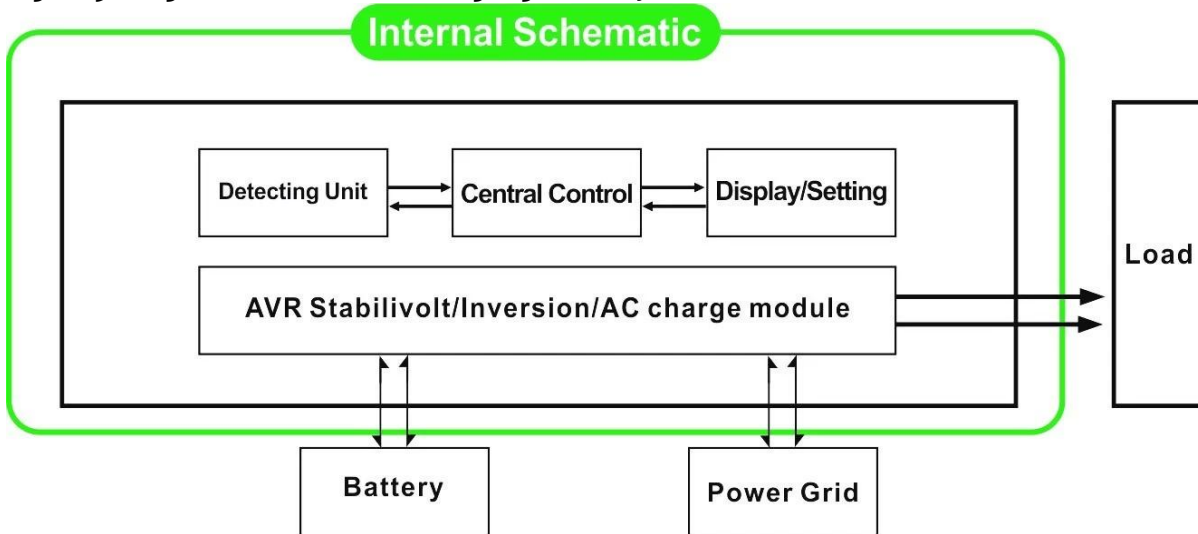 Internal Schematic
Detecting Unit
Central Control
Display/Setting
Load
AVR Stabilivolt/Inversion/AC charge module
Battery
Power Grid